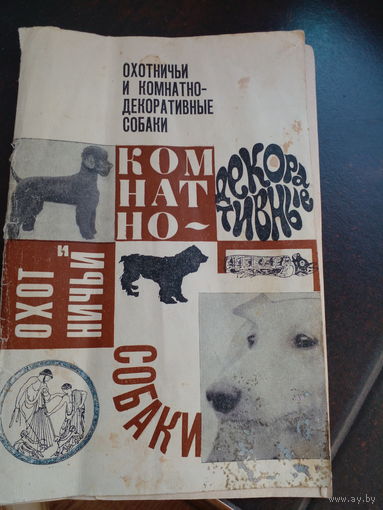 ОХОТНИЧЬИ
И КОМНАТНО-
ДЕКОРАТИВНЫЕ
СОБАКИ
КОМ
НАТ
НО-
ДЕКОРА
ТИВНЫЕ
ОХОТ
И
НИЧЬИ
СОБАКИ
www.ay.by